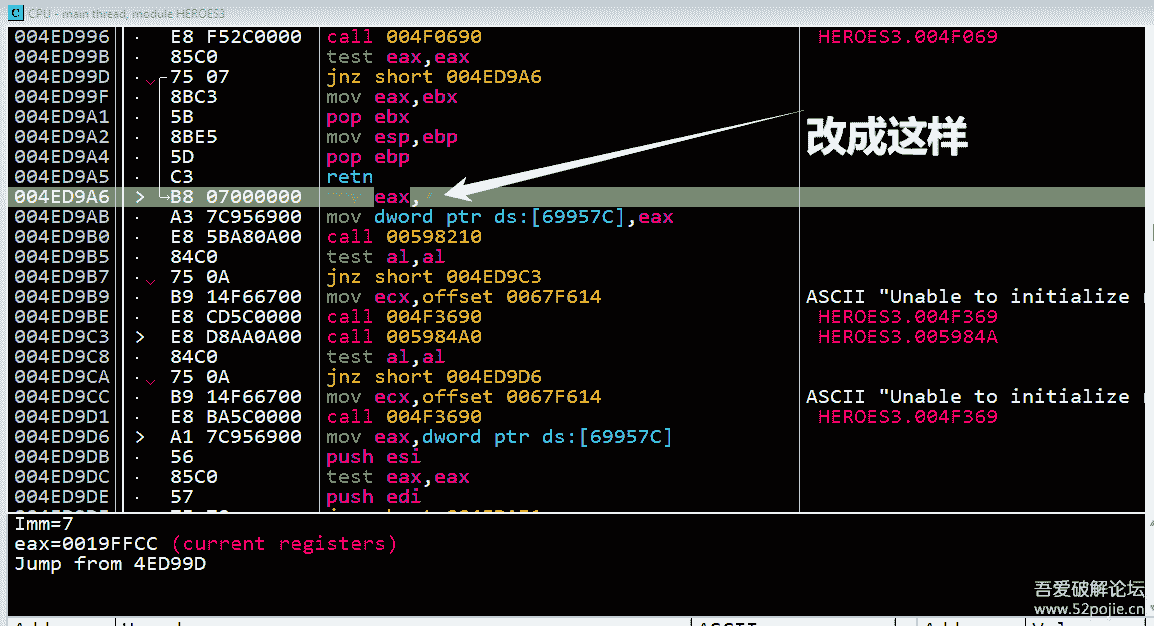 C CPU - main thread, module HEROES3
004ED996 · E8 F52C0000 call 004F0690 HEROES3.004F069
004ED99B · 85C0 test eax,eax
004ED99D · 75 07 jnz short 004ED9A6
004ED99F · 8BC3 mov eax,ebx
004ED9A1 · 5B pop ebx
004ED9A2 · 8BE5 mov esp,ebp
004ED9A4 · 5D pop ebp
004ED9A5 · C3 retn
004ED9A6 > B8 07000000 eax,
004ED9AB · A3 7C956900 mov dword ptr ds:[69957C],eax
004ED9B0 · E8 5BA80A00 call 00598210
004ED9B5 · 84C0 test al,al
004ED9B7 · 75 0A jnz short 004ED9C3
004ED9B9 · B9 14F66700 mov ecx,offset 0067F614 ASCII "Unable to initialize
004ED9BE · E8 CD5C0000 call 004F3690 HEROES3.004F369
004ED9C3 > E8 D8AA0A00 call 005984A0 HEROES3.005984A
004ED9C8 · 84C0 test al,al
004ED9CA · 75 0A jnz short 004ED9D6
004ED9CC · B9 14F66700 mov ecx,offset 0067F614 ASCII "Unable to initialize
004ED9D1 · E8 BA5C0000 call 004F3690 HEROES3.004F369
004ED9D6 > A1 7C956900 mov eax,dword ptr ds:[69957C]
004ED9DB · 56 push esi
004ED9DC · 85C0 test eax,eax
004ED9DE · 57 push edi
改成这样
Imm=7
eax=0019FFCC (current registers)
Jump from 4ED99D
吾爱破解论坛
www.52pojie.cn